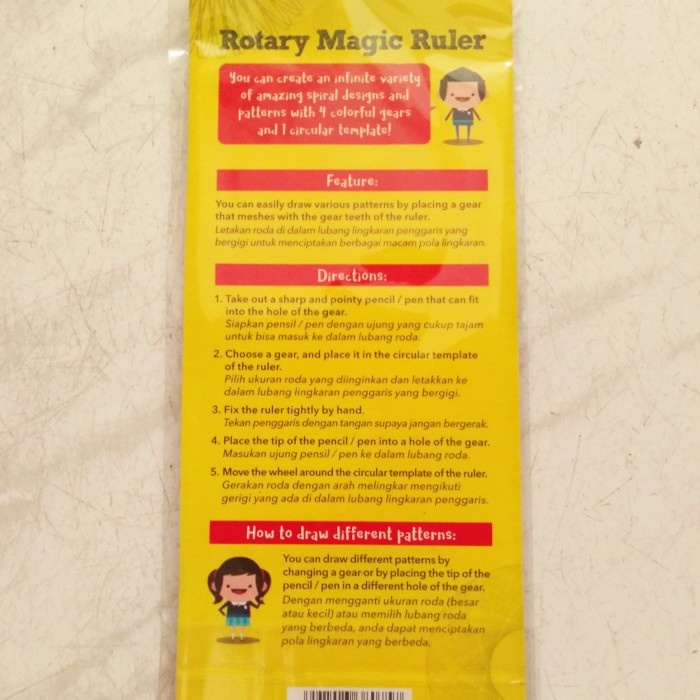 Rotary Magic Ruler
You can create an infinite variety
of amazing spiral designs and
patterns with 4 colorful gears
and 1 circular template!
Feature:
You can easily draw various patterns by placing a gear
that meshes with the gear teeth of the ruler.
Letakan roda di dalam lubang lingkaran penggaris yang
bergigi untuk menciptakan berbagai macam pola lingkaran.
Directions:
1. Take out a sharp and pointy pencil / pen that can fit
into the hole of the gear.
Siapkan pensil / pen dengan ujung yang cukup tajam
untuk bisa masuk ke dalam lubang roda.
2. Choose a gear, and place it in the circular template
of the ruler.
Pilih ukuran roda yang diinginkan dan letakkan ke
dalam lubang lingkaran penggaris yang bergigi.
3. Fix the ruler tightly by hand.
Tekan penggaris dengan tangan supaya jangan bergerak.
4. Place the tip of the pencil / pen into a hole of the gear.
Masukan ujung pensil / pen ke dalam lubang roda.
5. Move the wheel around the circular template of the ruler.
Gerakan roda dengan arah melingkar mengikuti
gerigi yang ada di dalam lubang lingkaran penggaris.
How to draw different patterns:
You can draw different patterns by
changing a gear or by placing the tip of the
pencil / pen in a different hole of the gear.
Dengan mengganti ukuran roda (besar
atau kecil) atau memilih lubang roda
yang berbeda, anda dapat menciptakan
pola lingkaran yang berbeda.